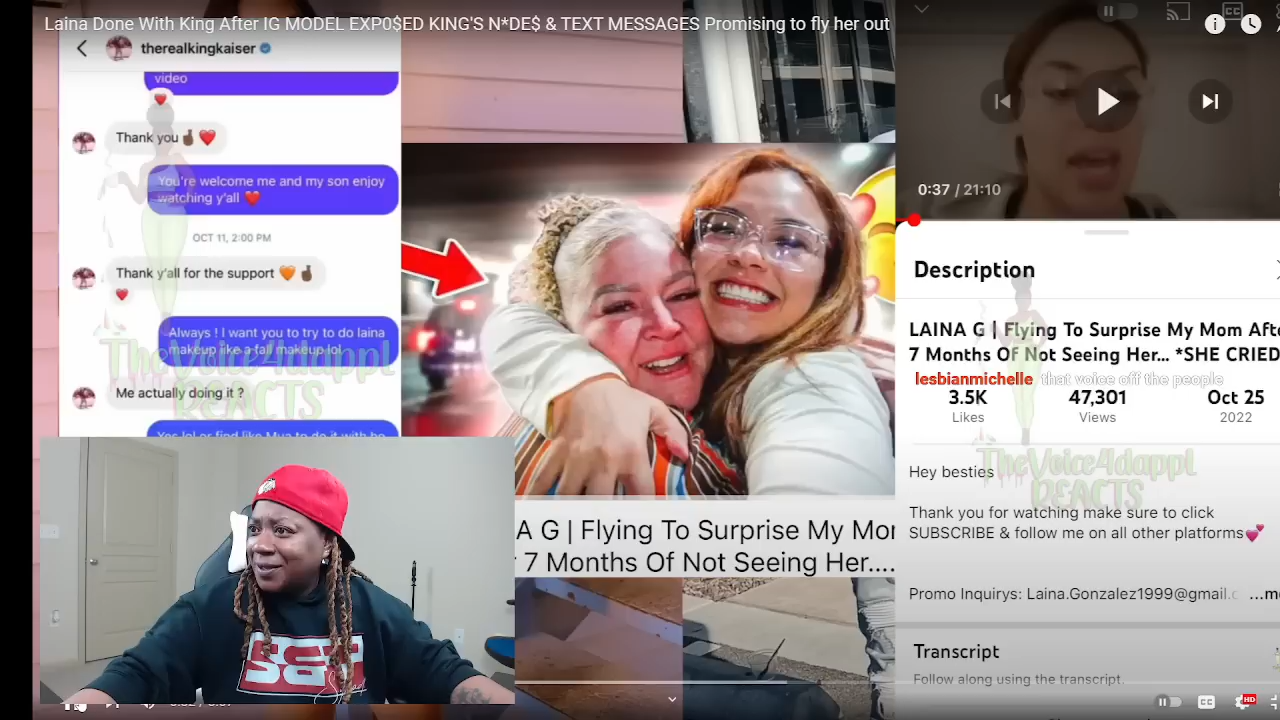 Laina Done With King After IG MODEL EXP0$ED KING'S N*DE$ & TEXT MESSAGES Promising to fly her out
therealkingkaiser
video
Thank you
You're welcome me and my son enjoy
watching y'all
OCT 11, 2:00 PM
Thank y'all for the support
Always ! I want you to try to do laina
makeup like a fall makeup lol
TheVoice4dappl
REACTS
Me actually doing it ?
A G | Flying To Surprise My Mo
7 Months Of Not Seeing Her....
0:37 / 21:10
Description
LAINA G | Flying To Surprise My Mom Aft
7 Months Of Not Seeing Her... *SHE CRIED
lesbianmichelle that voice off the people
3.5K 47,301 Oct 25
Likes Views 2022
Hey besties
TheVoice4dappl
REACTS
Thank you for watching make sure to click
SUBSCRIBE & follow me on all other platforms
Promo Inquirys: Laina.Gonzalez1999@gmail. ...m
Transcript
Follow along using the transcript.
CC
HD